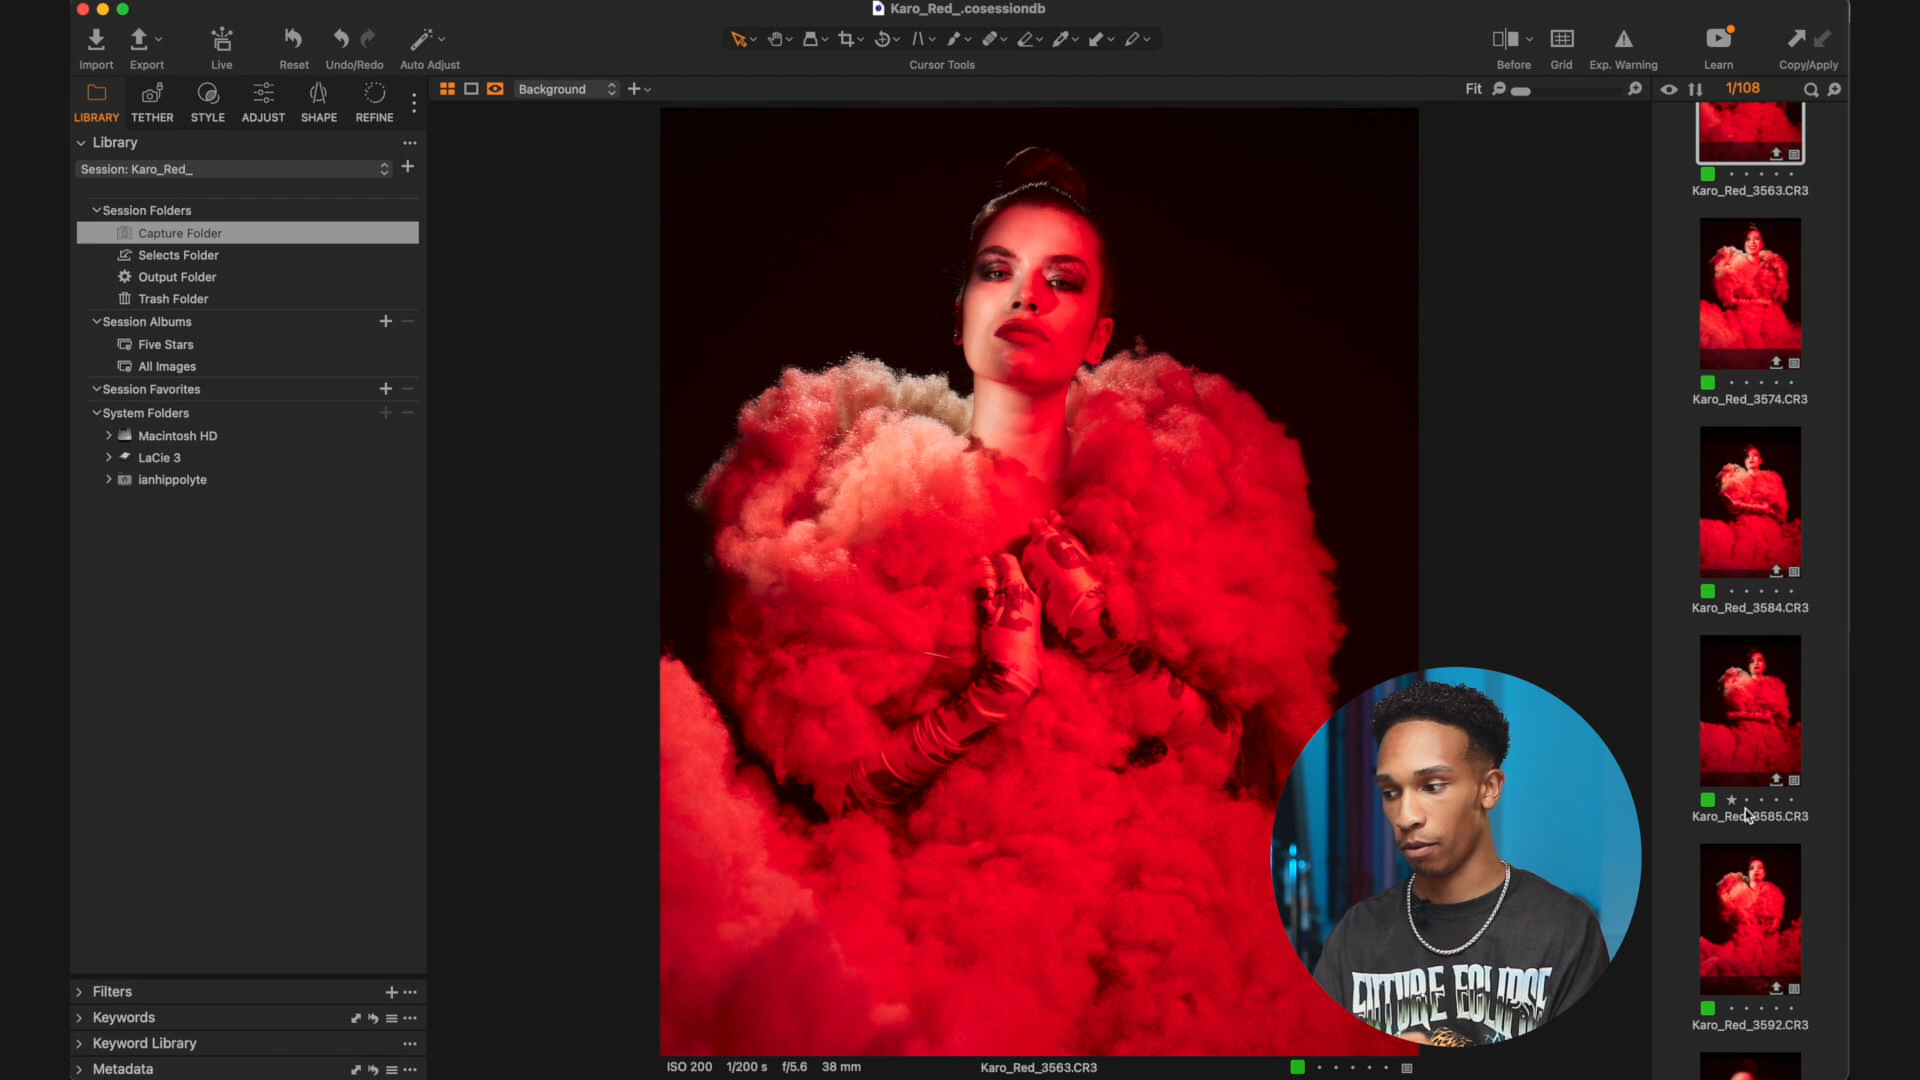 Karo_Red_.cosessiondb
Import Export Live Reset Undo/Redo Auto Adjust Cursor Tools Before Grid Exp. Warning Learn Copy/Apply
LIBRARY TETHER STYLE ADJUST SHAPE REFINE
Background
Fit
1/108
Library
Session: Karo_Red_
Session Folders
Capture Folder
Selects Folder
Output Folder
Trash Folder
Session Albums
Five Stars
All Images
Session Favorites
System Folders
Macintosh HD
LaCie 3
ianhippolyte
Filters
Keywords
Keyword Library
Metadata
Karo_Red_3563.CR3
Karo_Red_3574.CR3
Karo_Red_3584.CR3
Karo_Red_3585.CR3
Karo_Red_3592.CR3
FUTURE ECLIPSE
ISO 200 1/200 s f/5.6 38 mm Karo_Red_3563.CR3